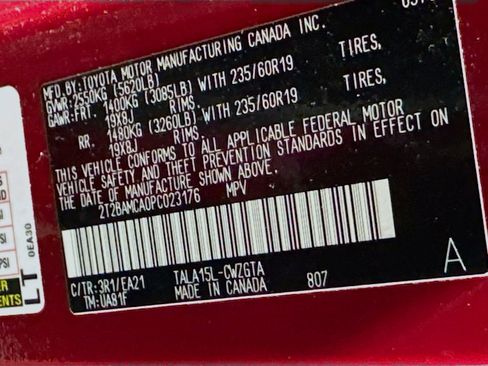 MFD.BY:TOYOTA MOTOR MANUFACTURING CANADA INC.
GVWR:2550KG (5620LB)
GAWR:FRT. 1400KG (3085LB) WITH 235/60R19 TIRES,
19X8J RIMS.
RR. 1480KG (3260LB) WITH 235/60R19 TIRES,
19X8J RIMS.
THIS VEHICLE CONFORMS TO ALL APPLICABLE FEDERAL MOTOR
VEHICLE SAFETY AND THEFT PREVENTION STANDARDS IN EFFECT ON
THE DATE OF MANUFACTURE SHOWN ABOVE.
2T2BAMCA0PC023176 MPV
C/TR:3R1/EA21 TALA15L-CWZGTA
TM:UA81F MADE IN CANADA 807
A
0EA30
LT